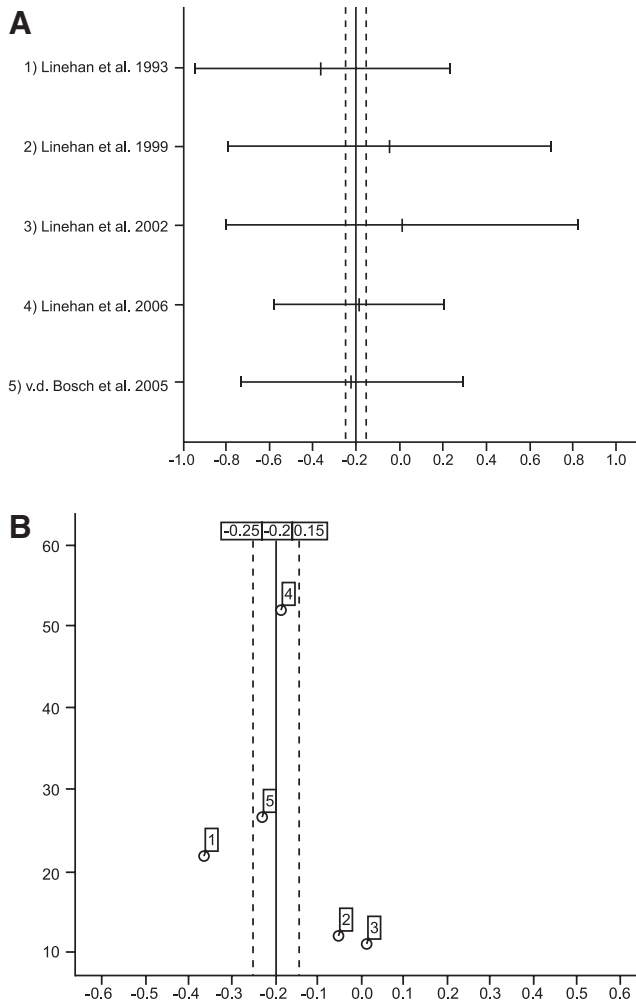 A
1) Linehan et al. 1993
2) Linehan et al. 1999
3) Linehan et al. 2002
4) Linehan et al. 2006
5) v.d. Bosch et al. 2005
-1.0 -0.8 -0.6 -0.4 -0.2 0.0 0.2 0.4 0.6 0.8 1.0
B
-0.25 -0.2 0.15
60
4
50
40
30
5
1
20
2 3
10
-0.6 -0.5 -0.4 -0.3 -0.2 -0.1 0.0 0.1 0.2 0.3 0.4 0.5 0.6